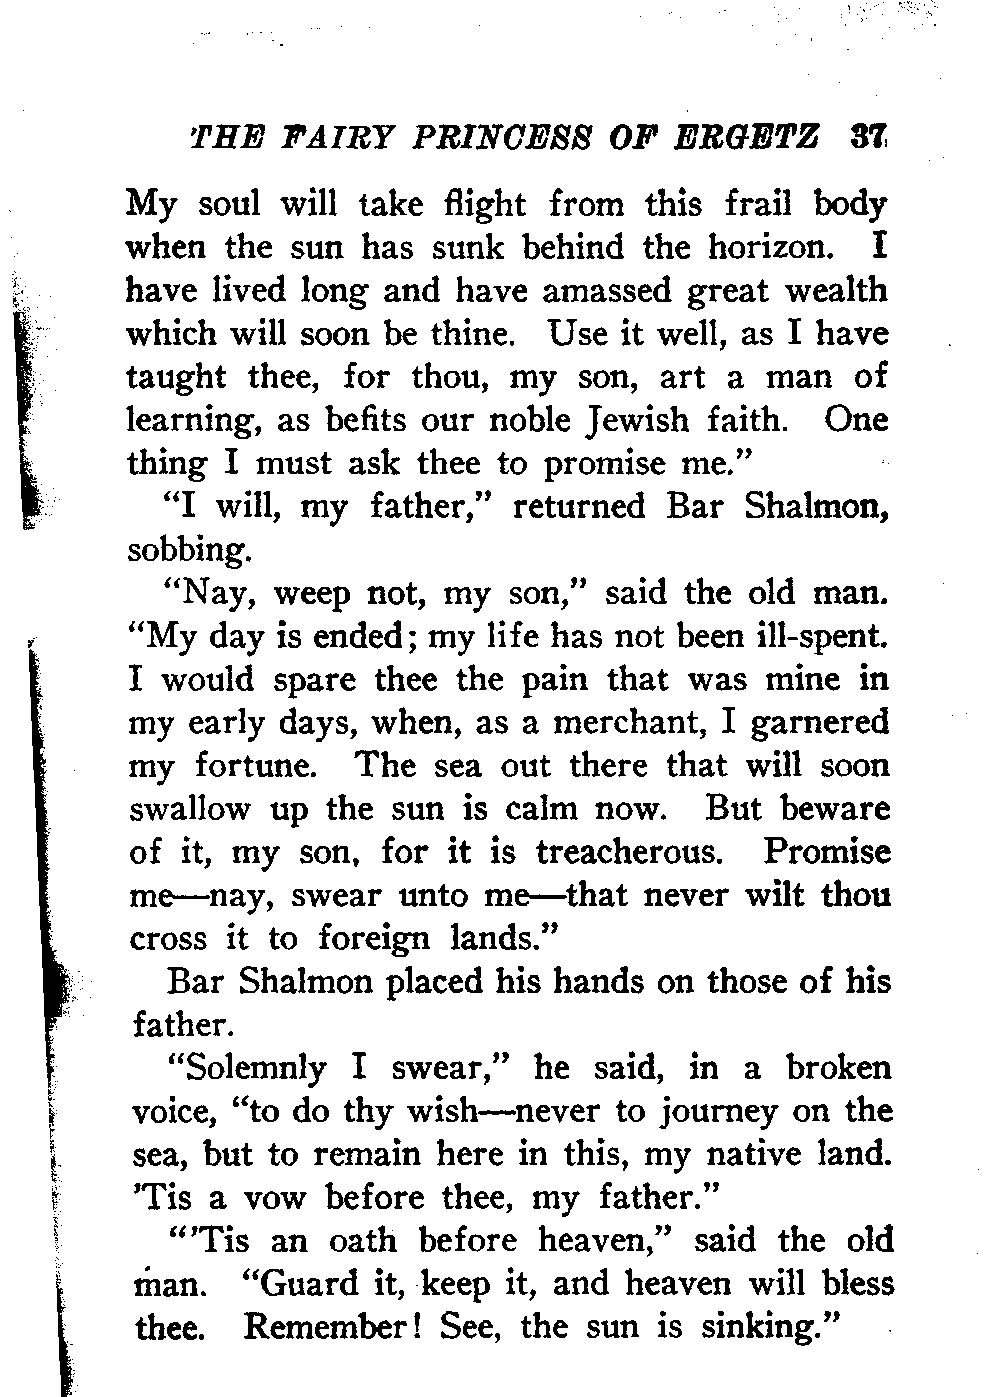 THE FAIRY PRINCESS OF ERGETZ 37
My soul will take flight from this frail body
when the sun has sunk behind the horizon. I
have lived long and have amassed great wealth
which will soon be thine. Use it well, as I have
taught thee, for thou, my son, art a man of
learning, as befits our noble Jewish faith. One
thing I must ask thee to promise me.”
“I will, my father,” returned Bar Shalmon,
sobbing.
“Nay, weep not, my son,” said the old man.
“My day is ended; my life has not been ill-spent.
I would spare thee the pain that was mine in
my early days, when, as a merchant, I garnered
my fortune. The sea out there that will soon
swallow up the sun is calm now. But beware
of it, my son, for it is treacherous. Promise
me—nay, swear unto me—that never wilt thou
cross it to foreign lands.”
Bar Shalmon placed his hands on those of his
father.
“Solemnly I swear,” he said, in a broken
voice, “to do thy wish—never to journey on the
sea, but to remain here in this, my native land.
’Tis a vow before thee, my father.”
“’Tis an oath before heaven,” said the old
man. “Guard it, keep it, and heaven will bless
thee. Remember! See, the sun is sinking.”